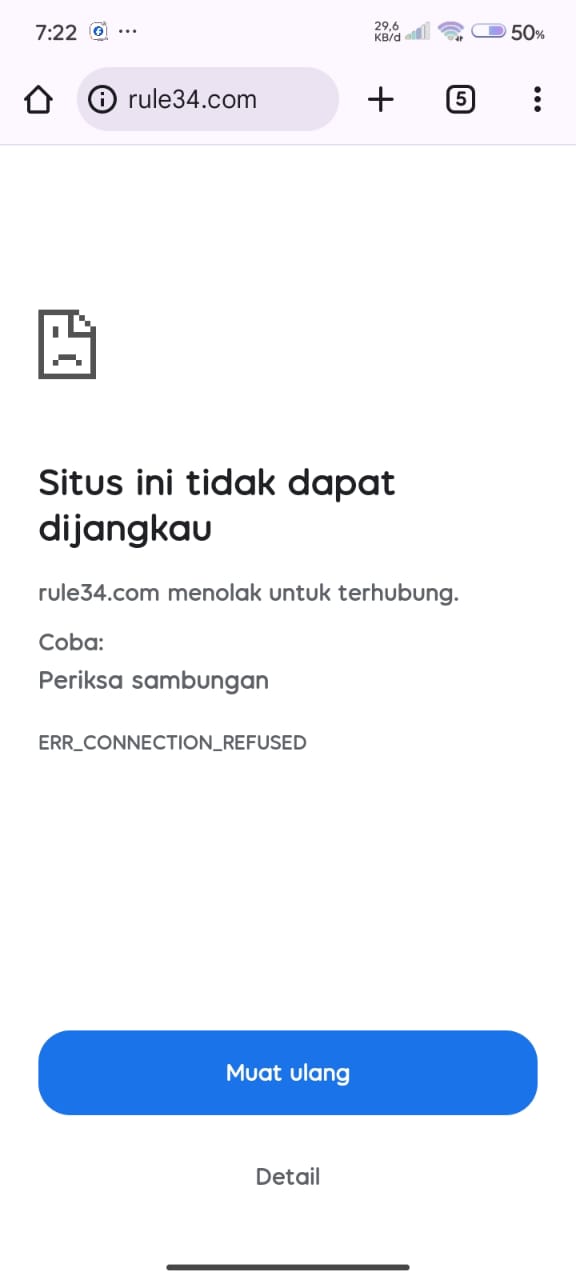 7:22
29,6
KB/d
50%
rule34.com
5
Situs ini tidak dapat
dijangkau
rule34.com menolak untuk terhubung.
Coba:
Periksa sambungan
ERR_CONNECTION_REFUSED
Muat ulang
Detail